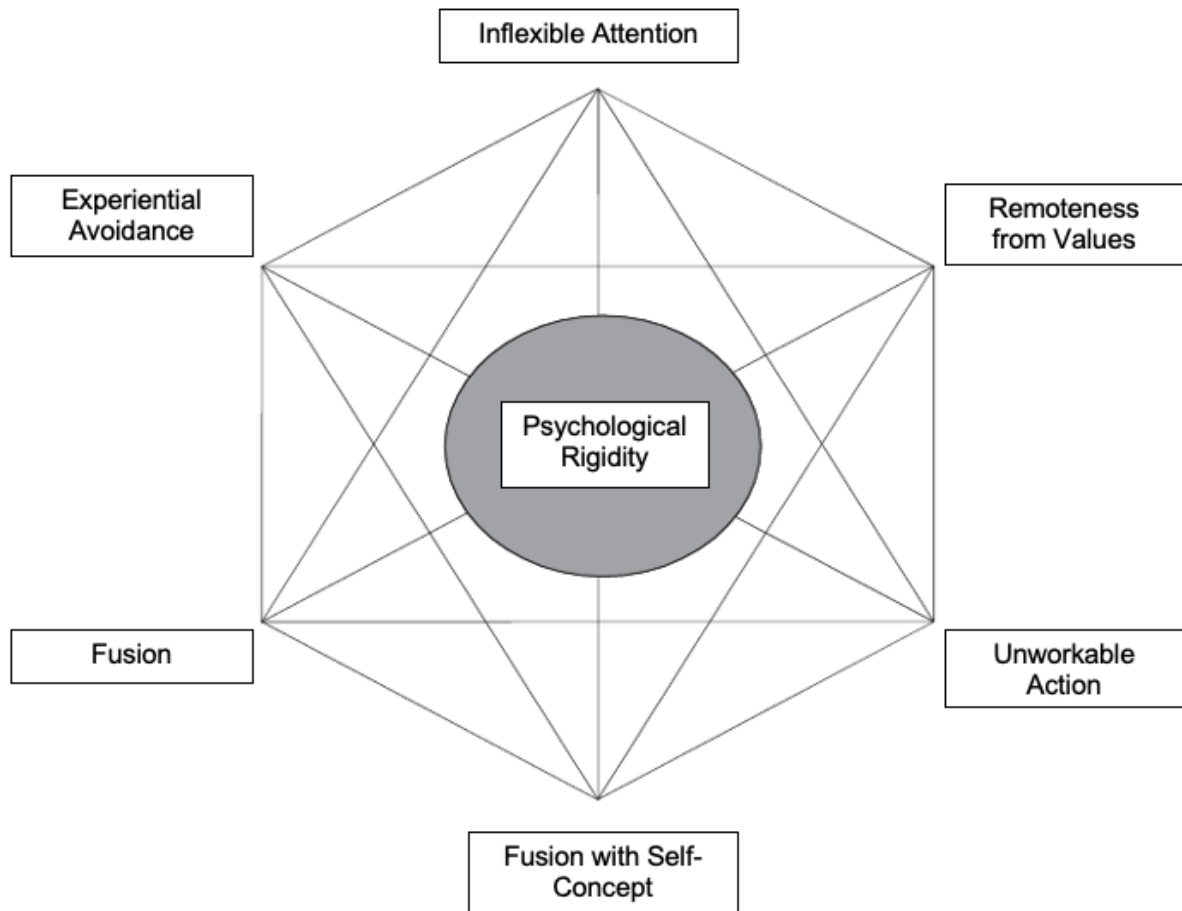 Inflexible Attention
Experiential
Avoidance
Remoteness
from Values
Psychological
Rigidity
Fusion
Unworkable
Action
Fusion with Self-
Concept